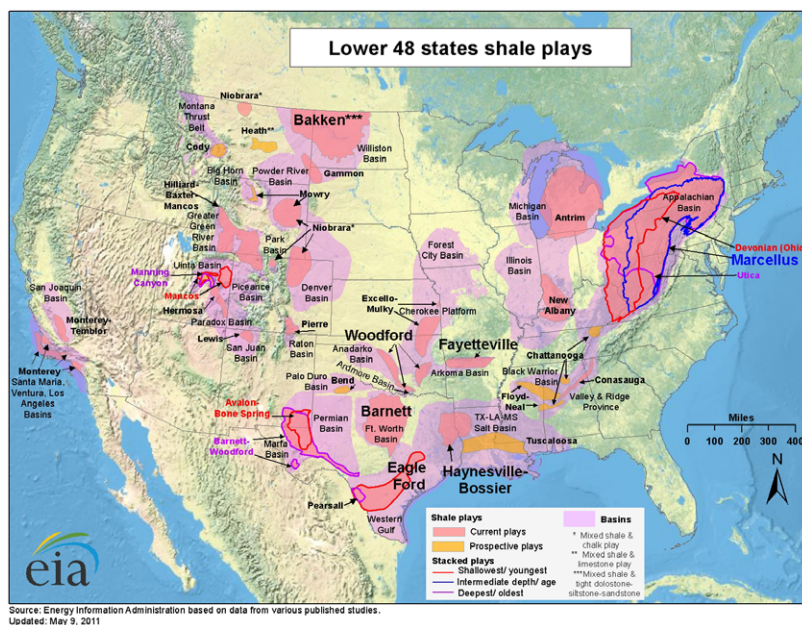 Lower 48 states shale plays
Niobrara*
Montana
Thrust
Belt
Bakken***
Heath**
Cody
Williston
Basin
Big Horn
Basin
Powder River
Basin
Gammon
Hilliard-
Baxter-
Mancos
Mowry
Greater
Green
River
Basin
Park
Basin
Niobrara*
Michigan
Basin
Antrim
Appalachian
Basin
Devonian (Ohio
Marcellus
Utica
Forest
City Basin
Illinois
Basin
Uinta Basin
Manning
Canyon
Mancos
Piceance
Basin
Denver
Basin
Hermosa
Paradox Basin
Excello-
Mulky
Cherokee Platform
New
Albany
San Joaquin
Basin
Monterey-
Temblor
Lewis
San Juan
Basin
Pierre
Raton
Basin
Woodford
Anadarko
Basin
Ardmore Basin
Fayetteville
Arkoma Basin
Chattanooga
Black Warrior
Basin
Monterey
Santa Maria,
Ventura, Los
Angeles
Basins
Palo Duro
Basin
Bend
Floyd-
Neal
Conasauga
Valley & Ridge
Province
Avalon-
Bone Spring
Permian
Basin
Barnett
Ft. Worth
Basin
TX-LA-MS
Salt Basin
Tuscaloosa
Barnett-
Woodford
Marfa
Basin
Eagle
Ford
Haynesville-
Bossier
Pearsall
Western
Gulf
Miles
0 100 200 300 400
N
Shale plays
Current plays
Prospective plays
Stacked plays
Shallowest/ youngest
Intermediate depth/ age
Deepest/ oldest
Basins
* Mixed shale &
chalk play
** Mixed shale &
limestone play
***Mixed shale &
tight dolostone-
siltstone-sandstone
eia
Source: Energy Information Administration based on data from various published studies.
Updated: May 9, 2011